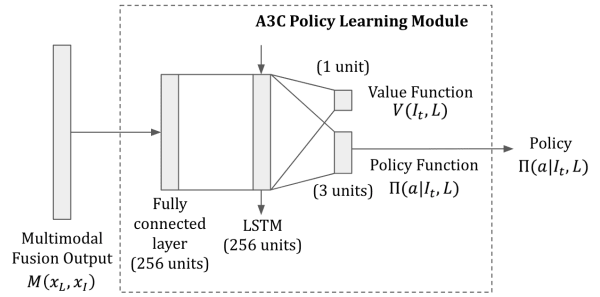 A3C Policy Learning Module
(1 unit)
Value Function
V(I_t, L)
Policy
Π(a|I_t, L)
Policy Function
Π(a|I_t, L)
(3 units)
Fully
connected
layer
(256 units)
LSTM
(256 units)
Multimodal
Fusion Output
M(x_L, x_I)